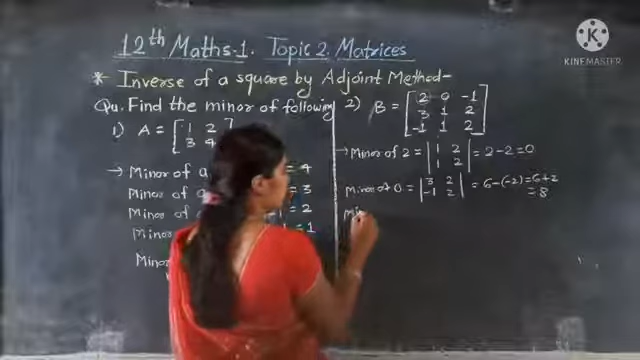 12th Maths-1. Topic 2. Matrices
* Inverse of a square by Adjoint Method-
Qu. Find the minor of following
1) A = [1 2
3 4
→ Minor of a = 4
Minor of = 3
Minor of = 2
Minor = 1
Minor
2) B = [2 0 -1
3 1 2
-1 1 2]
→ Minor of 2 = |1 2
1 2| = 2-2=0
Minor of 0 = |3 2
-1 2| = 6-(-2)=6+2
=8
Mi
K
KINEMASTER